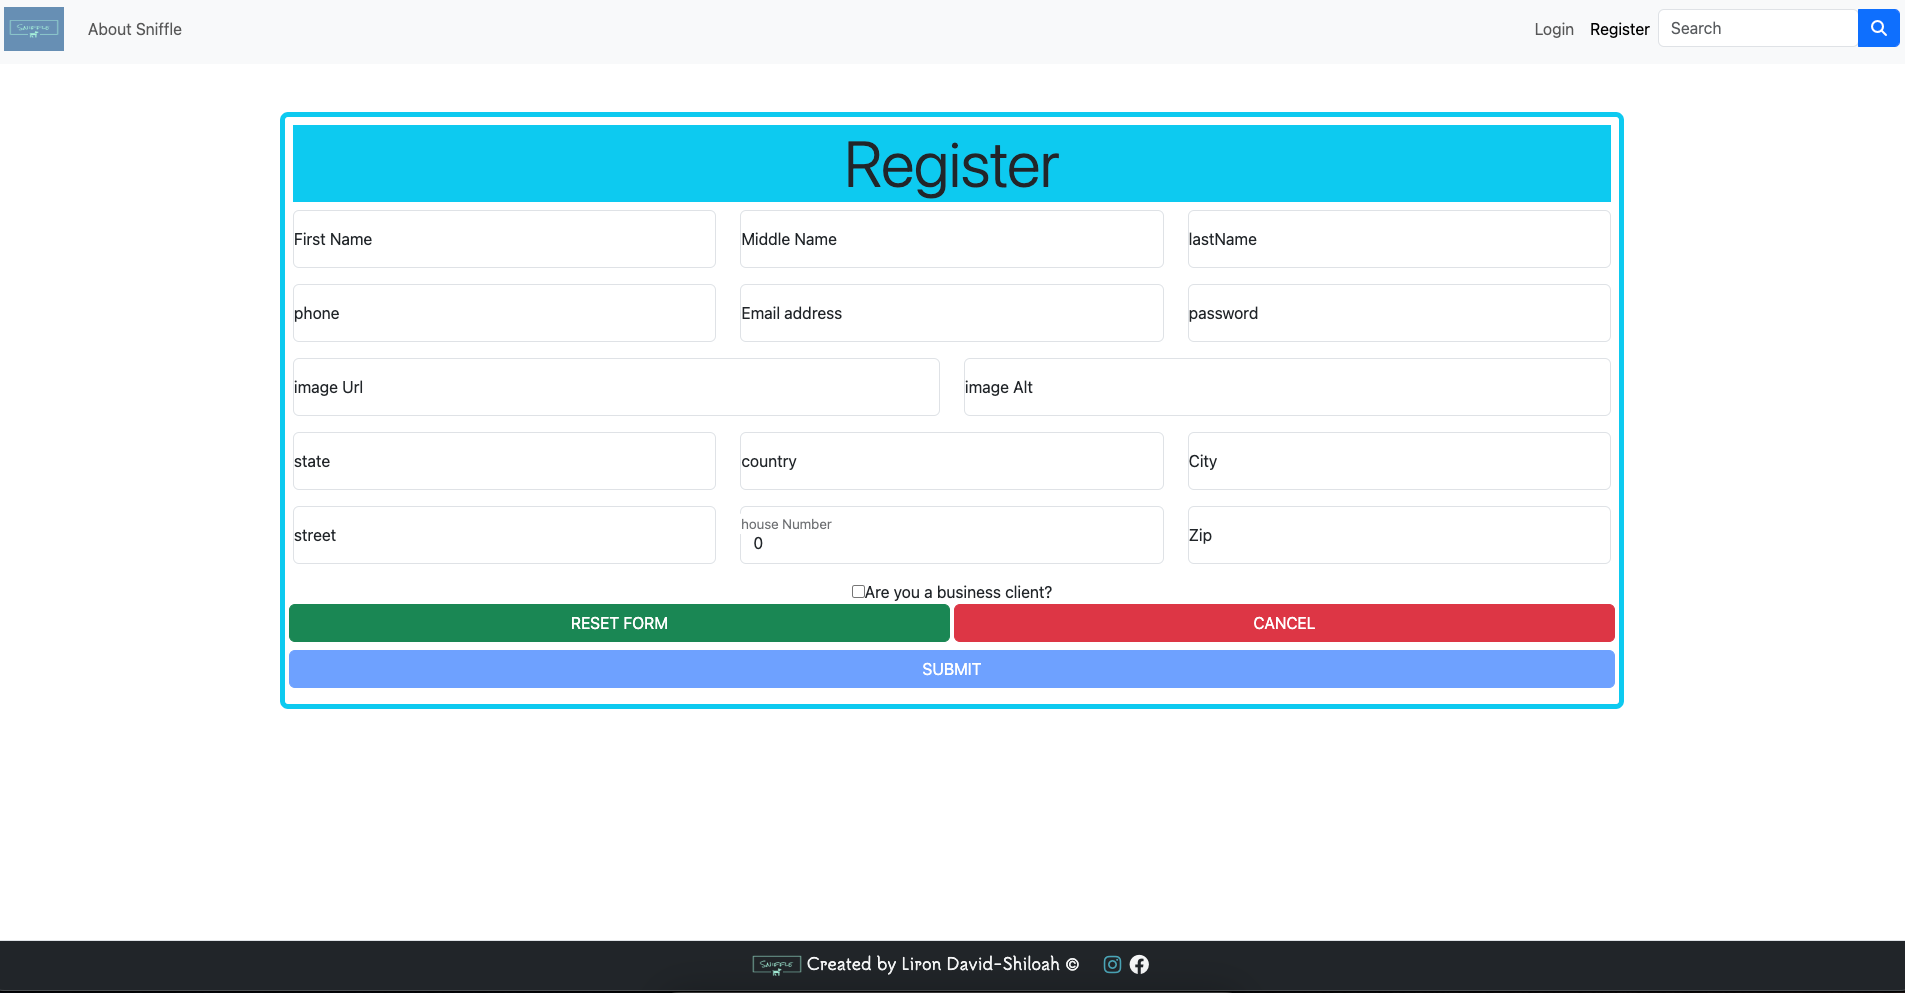 SNIFFLE About Sniffle Login Register Search
Register
First Name Middle Name lastName
phone Email address password
image Url image Alt
state country City
street house Number Zip
0
Are you a business client?
RESET FORM CANCEL
SUBMIT
SNIFFLE Created by Liron David-Shiloah ©